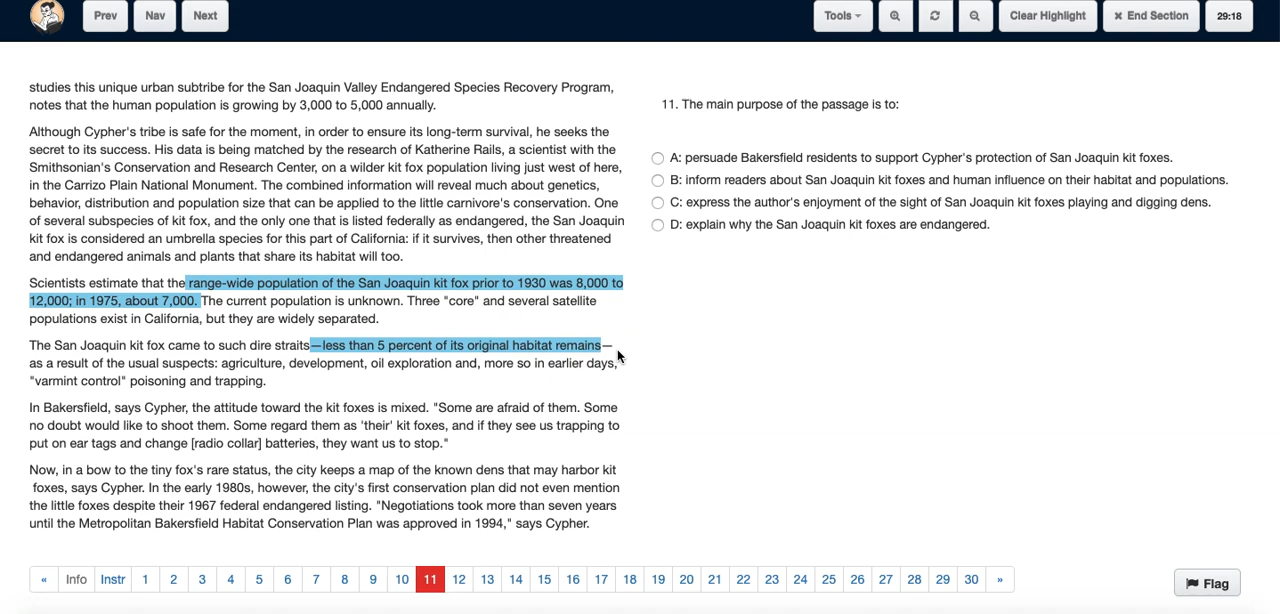 Prev Nav Next Tools Clear Highlight ✖ End Section 29:18
studies this unique urban subtribe for the San Joaquin Valley Endangered Species Recovery Program,
notes that the human population is growing by 3,000 to 5,000 annually.
Although Cypher's tribe is safe for the moment, in order to ensure its long-term survival, he seeks the
secret to its success. His data is being matched by the research of Katherine Rails, a scientist with the
Smithsonian's Conservation and Research Center, on a wilder kit fox population living just west of here,
in the Carrizo Plain National Monument. The combined information will reveal much about genetics,
behavior, distribution and population size that can be applied to the little carnivore's conservation. One
of several subspecies of kit fox, and the only one that is listed federally as endangered, the San Joaquin
kit fox is considered an umbrella species for this part of California: if it survives, then other threatened
and endangered animals and plants that share its habitat will too.
Scientists estimate that the range-wide population of the San Joaquin kit fox prior to 1930 was 8,000 to
12,000; in 1975, about 7,000. The current population is unknown. Three "core" and several satellite
populations exist in California, but they are widely separated.
The San Joaquin kit fox came to such dire straits—less than 5 percent of its original habitat remains—
as a result of the usual suspects: agriculture, development, oil exploration and, more so in earlier days,
"varmint control" poisoning and trapping.
In Bakersfield, says Cypher, the attitude toward the kit foxes is mixed. "Some are afraid of them. Some
no doubt would like to shoot them. Some regard them as 'their' kit foxes, and if they see us trapping to
put on ear tags and change [radio collar] batteries, they want us to stop."
Now, in a bow to the tiny fox's rare status, the city keeps a map of the known dens that may harbor kit
foxes, says Cypher. In the early 1980s, however, the city's first conservation plan did not even mention
the little foxes despite their 1967 federal endangered listing. "Negotiations took more than seven years
until the Metropolitan Bakersfield Habitat Conservation Plan was approved in 1994," says Cypher.
11. The main purpose of the passage is to:
A: persuade Bakersfield residents to support Cypher's protection of San Joaquin kit foxes.
B: inform readers about San Joaquin kit foxes and human influence on their habitat and populations.
C: express the author's enjoyment of the sight of San Joaquin kit foxes playing and digging dens.
D: explain why the San Joaquin kit foxes are endangered.
« Info Instr 1 2 3 4 5 6 7 8 9 10 11 12 13 14 15 16 17 18 19 20 21 22 23 24 25 26 27 28 29 30 » Flag